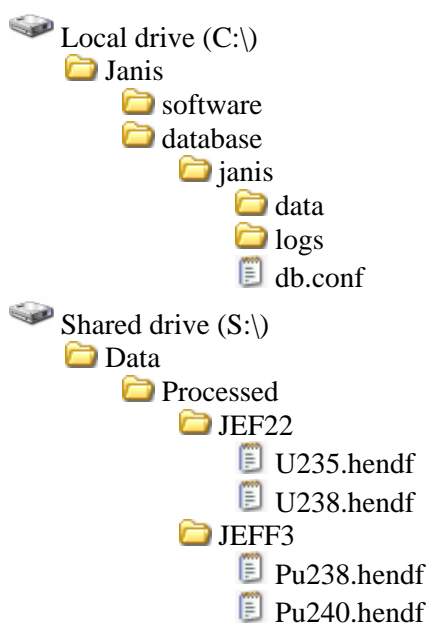 Local drive (C:\)
Janis
software
database
janis
data
logs
db.conf
Shared drive (S:\)
Data
Processed
JEF22
U235.hendf
U238.hendf
JEFF3
Pu238.hendf
Pu240.hendf